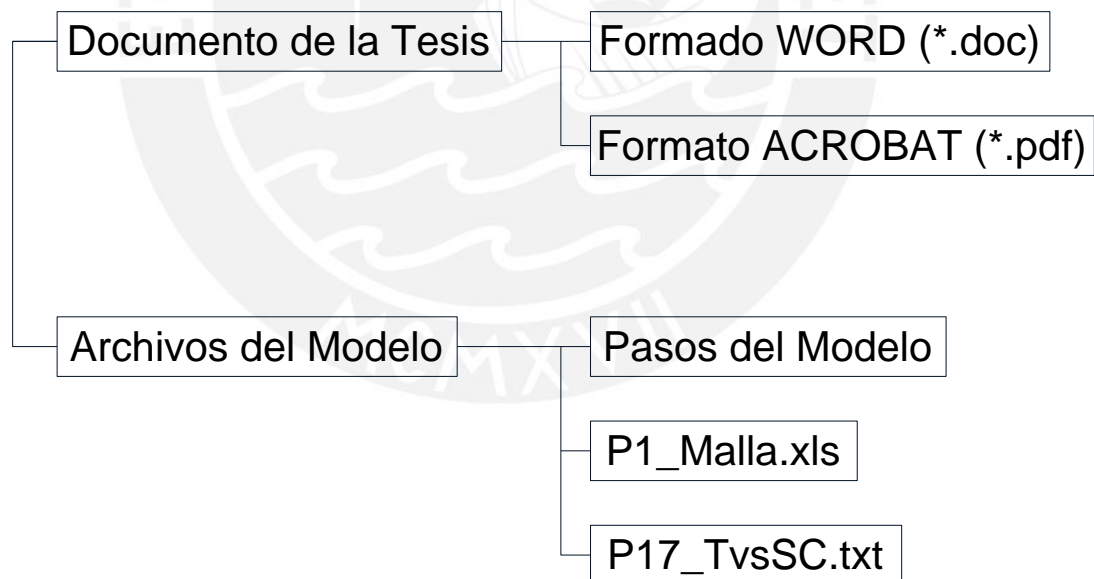 Documento de la Tesis
Formado WORD (*.doc)
Formato ACROBAT (*.pdf)
Archivos del Modelo
Pasos del Modelo
P1_Malla.xls
P17_TvsSC.txt
MCMXVII